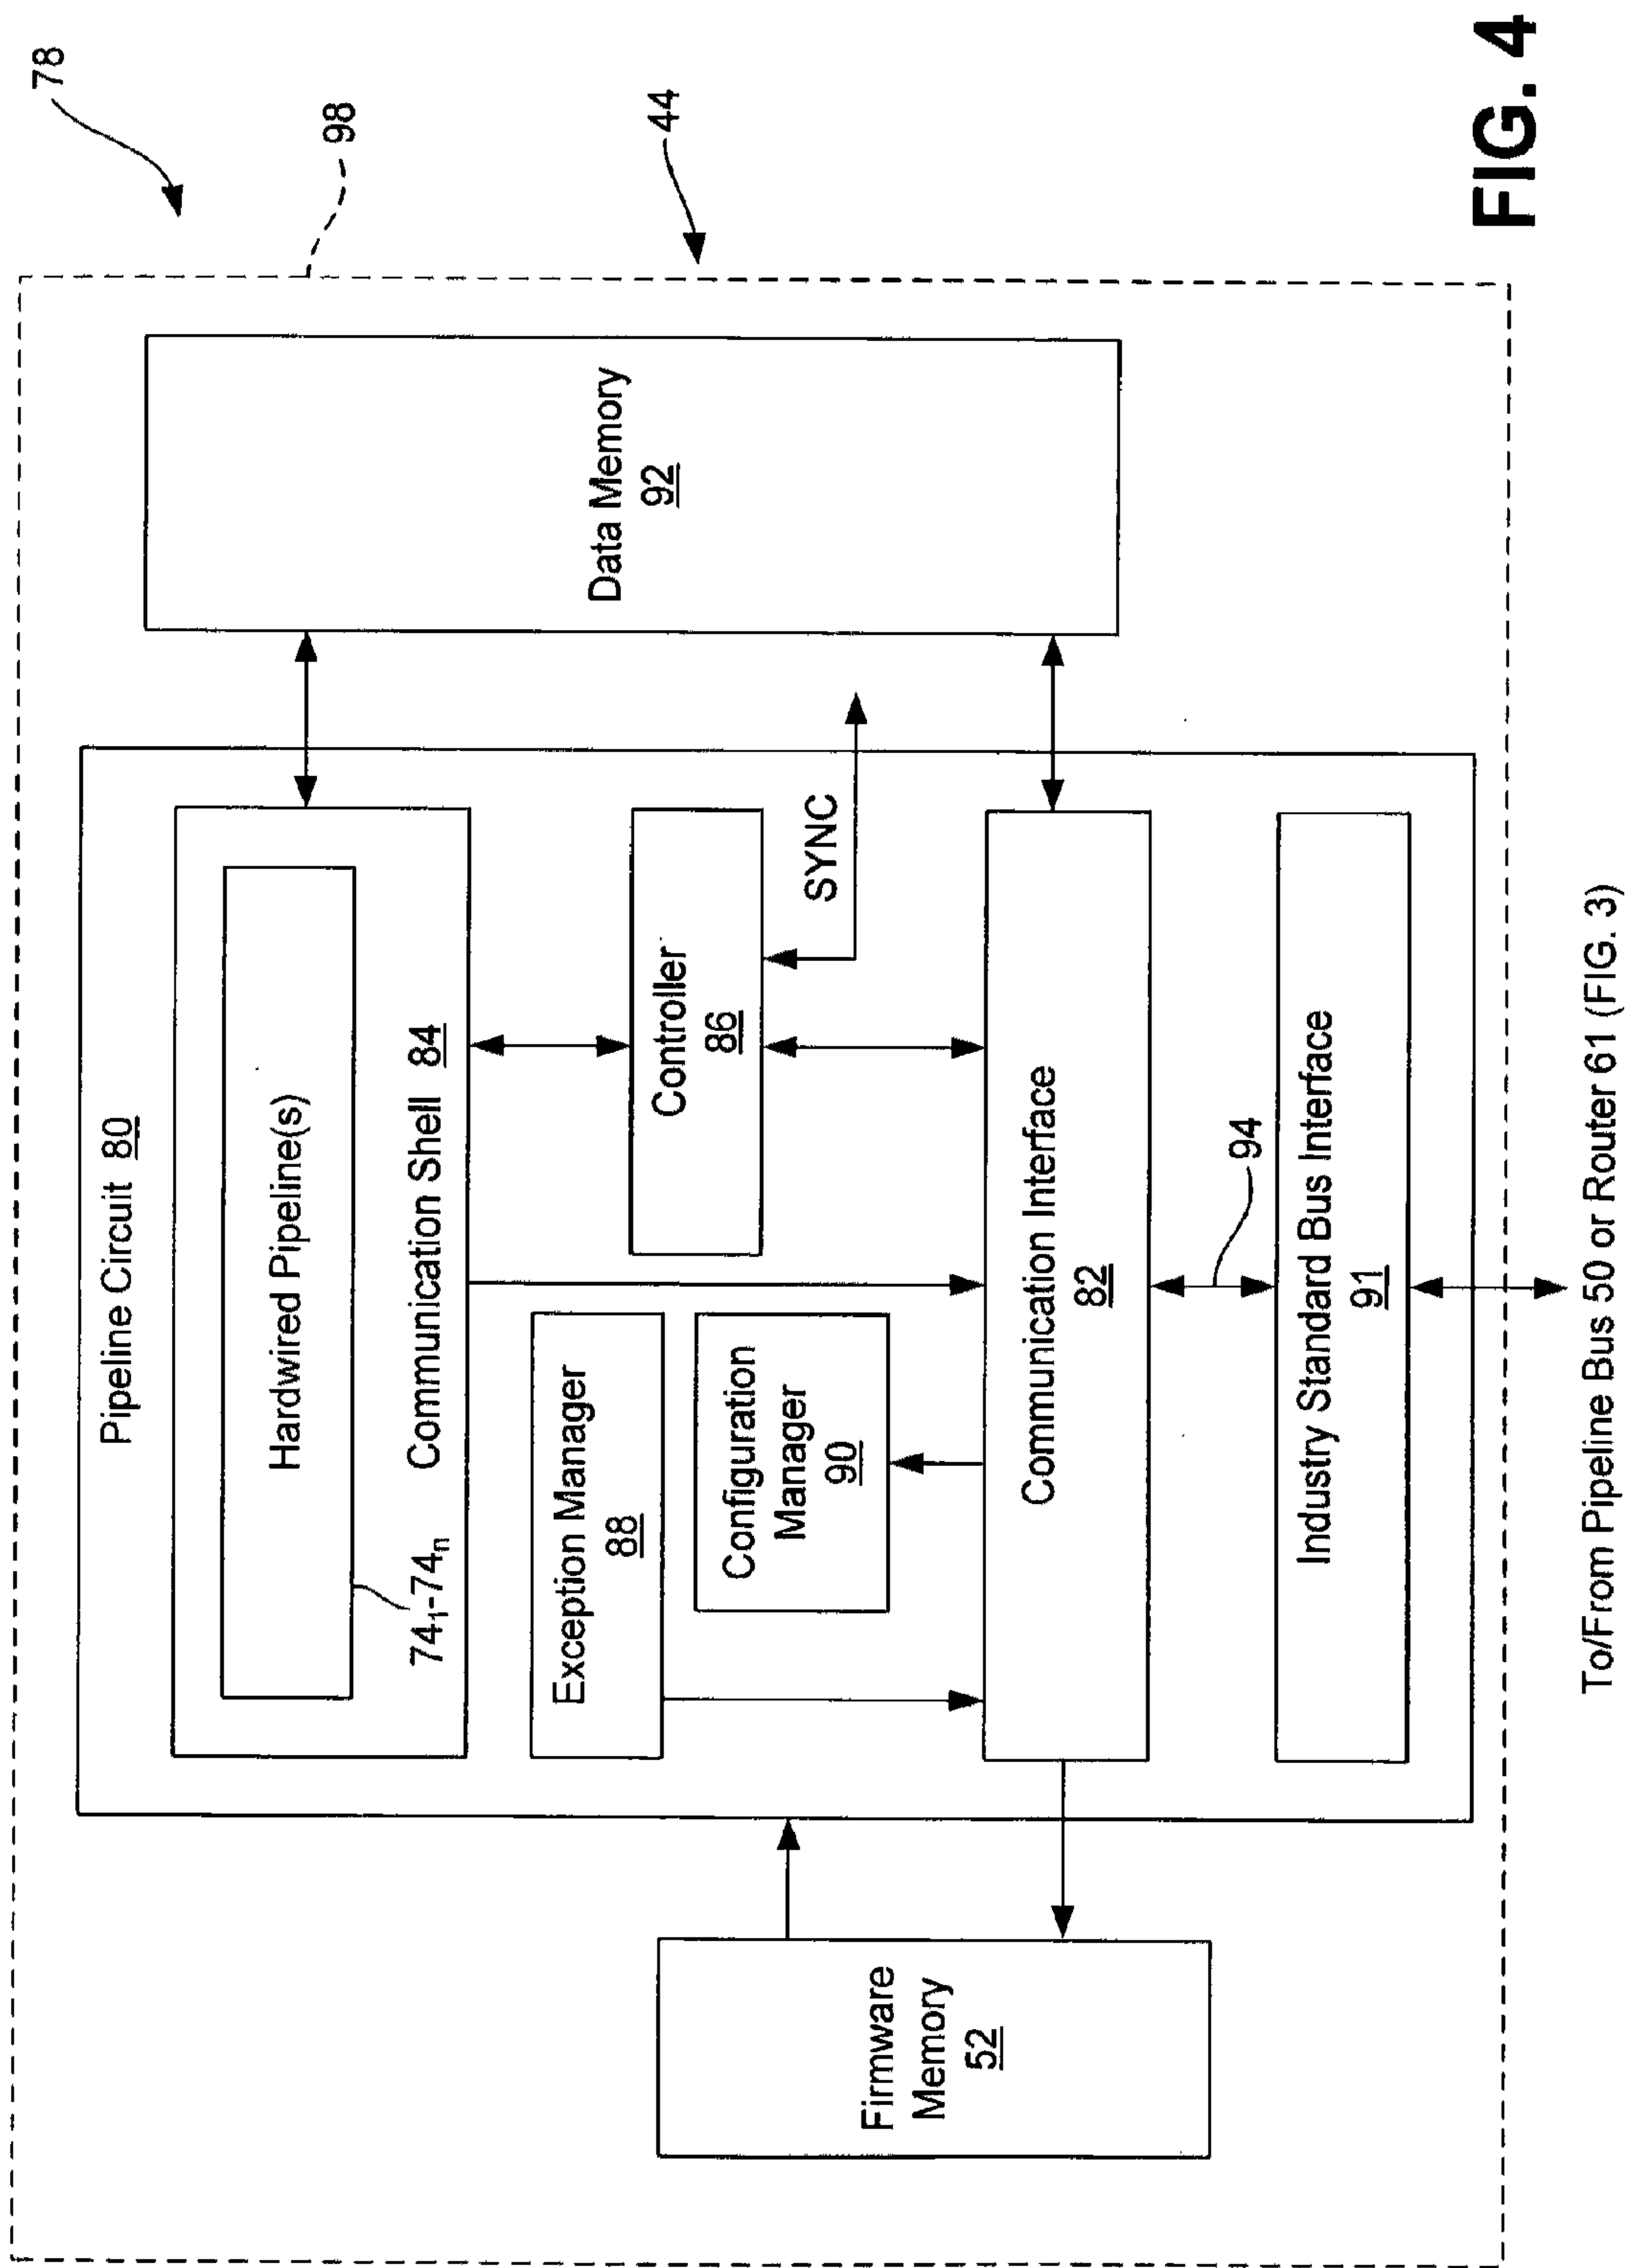 78
98
44
Pipeline Circuit 80
Hardwired Pipeline(s)
74₁-74ₙ
Communication Shell 84
Exception Manager
88
Controller
86
SYNC
Configuration
Manager
90
Data Memory
92
Firmware
Memory
52
Communication Interface
82
94
Industry Standard Bus Interface
91
To/From Pipeline Bus 50 or Router 61 (FIG. 3)
FIG. 4